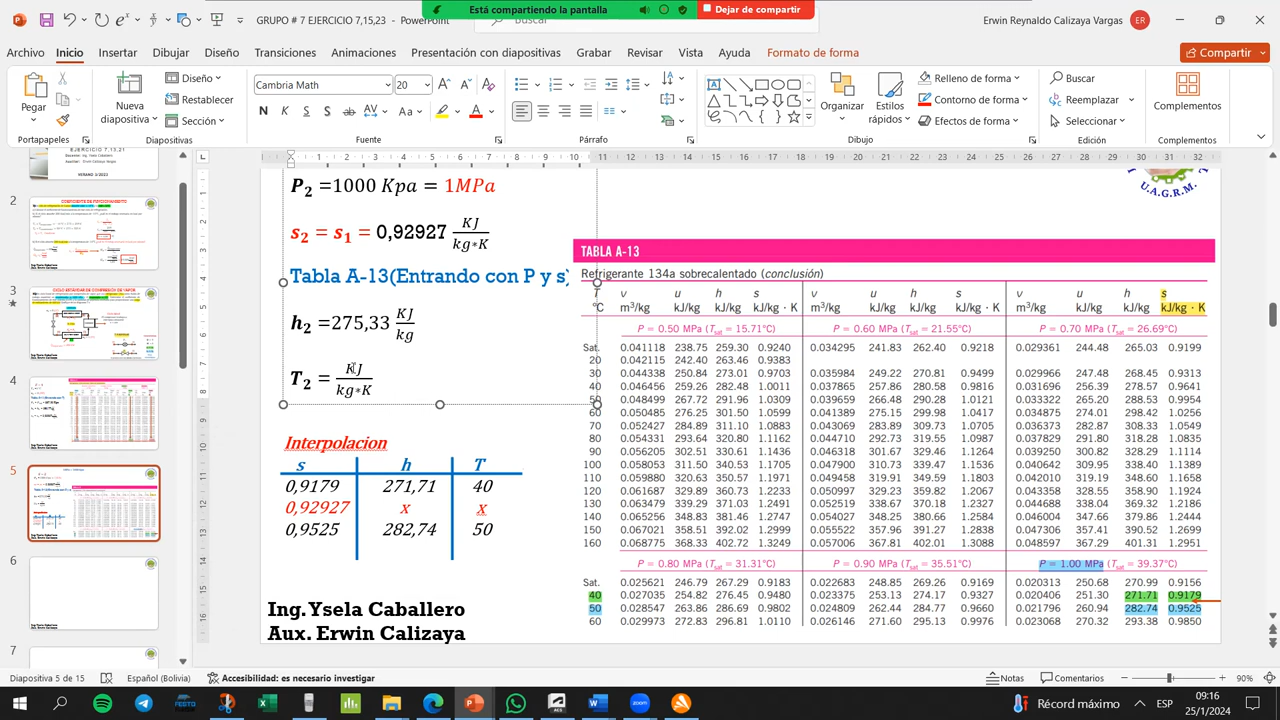 Está compartiendo la pantalla
Dejar de compartir
GRUPO # 7 EJERCICIO 7,15,23 - PowerPoint
Buscar
Erwin Reynaldo Calizaya Vargas
ER
Archivo Inicio Insertar Dibujar Diseño Transiciones Animaciones Presentación con diapositivas Grabar Revisar Vista Ayuda Formato de forma
Compartir
Pegar
Nueva diapositiva
Diseño
Restablecer
Sección
Cambria Math 20
Organizar
Estilos rápidos
Relleno de forma
Contorno de forma
Efectos de forma
Buscar
Reemplazar
Seleccionar
Complementos
Portapapeles Diapositivas Fuente Párrafo Dibujo Edición Complementos
P₂ =1000 Kpa = 1MPa
s₂ = s₁ = 0,92927 KJ/kg∗K
Tabla A-13(Entrando con P y s)
h₂ =275,33 KJ/kg
T₂ = KJ/kg∗K
Interpolacion
s h T
0,9179 271,71 40
0,92927 x x
0,9525 282,74 50
Ing. Ysela Caballero
Aux. Erwin Calizaya
U.A.G.R.M.
TABLA A-13
Refrigerante 134a sobrecalentado (conclusión)
T v u h s v u h s v u h s
°C m³/kg kJ/kg kJ/kg kJ/kg · K m³/kg kJ/kg kJ/kg kJ/kg · K m³/kg kJ/kg kJ/kg kJ/kg · K
P = 0.50 MPa (Tsat = 15.71°C) P = 0.60 MPa (Tsat = 21.55°C) P = 0.70 MPa (Tsat = 26.69°C)
Sat. 0.041118 238.75 259.30 0.9240 0.034295 241.83 262.40 0.9218 0.029361 244.48 265.03 0.9199
20 0.042115 242.40 263.46 0.9383
30 0.044338 250.84 273.01 0.9703 0.035984 249.22 270.81 0.9499 0.029966 247.48 268.45 0.9313
40 0.046456 259.26 282.48 1.0011 0.037865 257.86 280.58 0.9816 0.031696 256.39 278.57 0.9641
50 0.048499 267.72 291.96 1.0309 0.039659 266.48 290.28 1.0121 0.033322 265.20 288.53 0.9954
60 0.050485 276.25 301.50 1.0599 0.041389 275.15 299.98 1.0417 0.034875 274.01 298.42 1.0256
70 0.052427 284.89 311.10 1.0883 0.043069 283.89 309.73 1.0705 0.036373 282.87 308.33 1.0549
80 0.054331 293.64 320.80 1.1162 0.044710 292.73 319.55 1.0987 0.037829 291.80 318.28 1.0835
90 0.056205 302.51 330.61 1.1436 0.046318 301.67 329.46 1.1264 0.039250 300.82 328.29 1.1114
100 0.058053 311.50 340.53 1.1705 0.047900 310.73 339.47 1.1536 0.040642 309.95 338.40 1.1389
110 0.059880 320.63 350.57 1.1971 0.049458 319.91 349.59 1.1803 0.042010 319.19 348.60 1.1658
120 0.061687 329.89 360.73 1.2233 0.050997 329.23 359.82 1.2067 0.043358 328.55 358.90 1.1924
130 0.063479 339.29 371.03 1.2491 0.052519 338.67 370.18 1.2327 0.044688 338.04 369.32 1.2186
140 0.065256 348.83 381.46 1.2747 0.054027 348.25 380.66 1.2584 0.046004 347.66 379.86 1.2444
150 0.067021 358.51 392.02 1.2999 0.055522 357.96 391.27 1.2838 0.047306 357.41 390.52 1.2699
160 0.068775 368.33 402.72 1.3249 0.057006 367.81 402.01 1.3088 0.048597 367.29 401.31 1.2951
P = 0.80 MPa (Tsat = 31.31°C) P = 0.90 MPa (Tsat = 35.51°C) P = 1.00 MPa (Tsat = 39.37°C)
Sat. 0.025621 246.79 267.29 0.9183 0.022683 248.85 269.26 0.9169 0.020313 250.68 270.99 0.9156
40 0.027035 254.82 276.45 0.9480 0.023375 253.13 274.17 0.9327 0.020406 251.30 271.71 0.9179
50 0.028547 263.86 286.69 0.9802 0.024809 262.44 284.77 0.9660 0.021796 260.94 282.74 0.9525
60 0.029973 272.83 296.81 1.0110 0.026146 271.60 295.13 0.9976 0.023068 270.32 293.38 0.9850
4
5
6
7
Diapositiva 5 de 15
Español (Bolivia)
Accesibilidad: es necesario investigar
Notas
Comentarios
90%
Récord máximo
ESP
09:16
25/1/2024